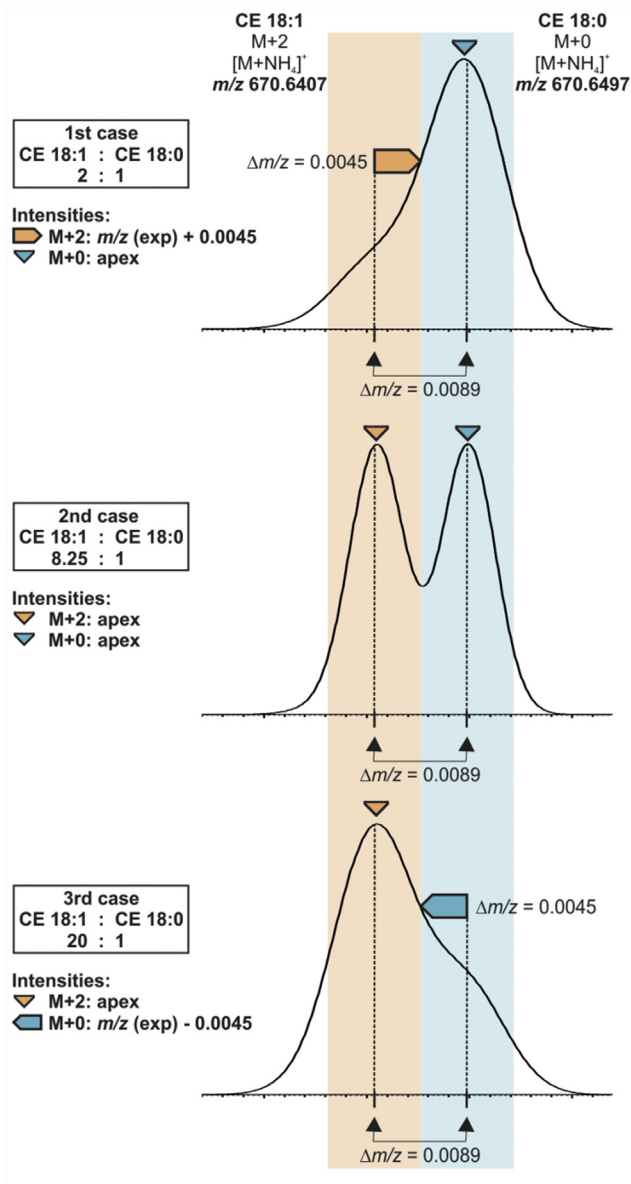 CE 18:1
M+2
[M+NH₄]⁺
m/z 670.6407
CE 18:0
M+0
[M+NH₄]⁺
m/z 670.6497
1st case
CE 18:1 : CE 18:0
2 : 1
Δm/z = 0.0045
Intensities:
M+2: m/z (exp) + 0.0045
M+0: apex
Δm/z = 0.0089
2nd case
CE 18:1 : CE 18:0
8.25 : 1
Intensities:
M+2: apex
M+0: apex
Δm/z = 0.0089
3rd case
CE 18:1 : CE 18:0
20 : 1
Δm/z = 0.0045
Intensities:
M+2: apex
M+0: m/z (exp) - 0.0045
Δm/z = 0.0089